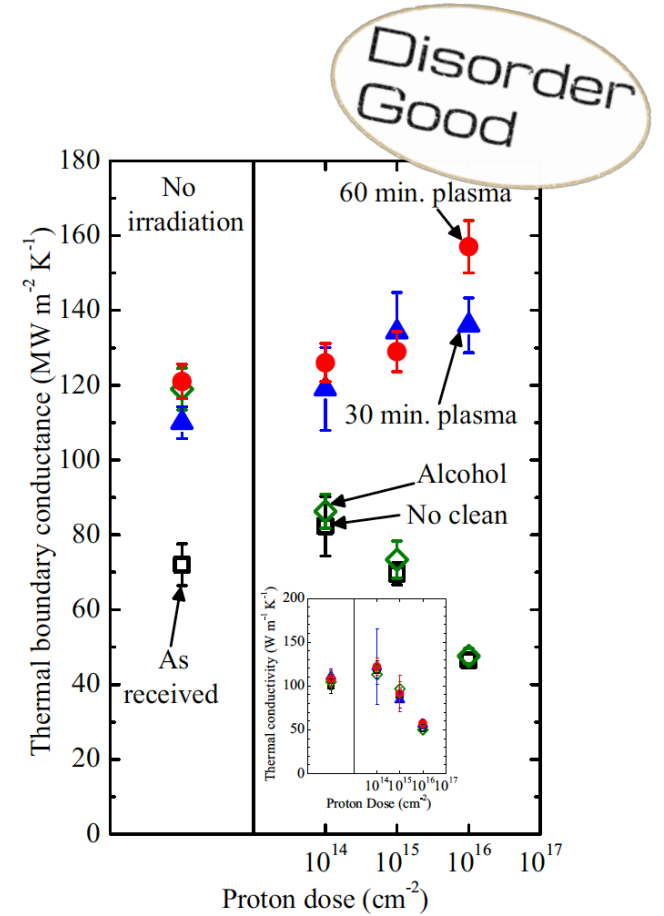 Disorder
Good
180
160
140
120
100
80
60
40
20
0
Thermal boundary conductance (MW m⁻² K⁻¹)
No
irradiation
60 min. plasma
30 min. plasma
Alcohol
No clean
As
received
200
150
100
50
0
Thermal conductivity (W m⁻¹ K⁻¹)
10¹⁴ 10¹⁵ 10¹⁶ 10¹⁷
Proton Dose (cm⁻²)
10¹⁴ 10¹⁵ 10¹⁶ 10¹⁷
Proton dose (cm⁻²)